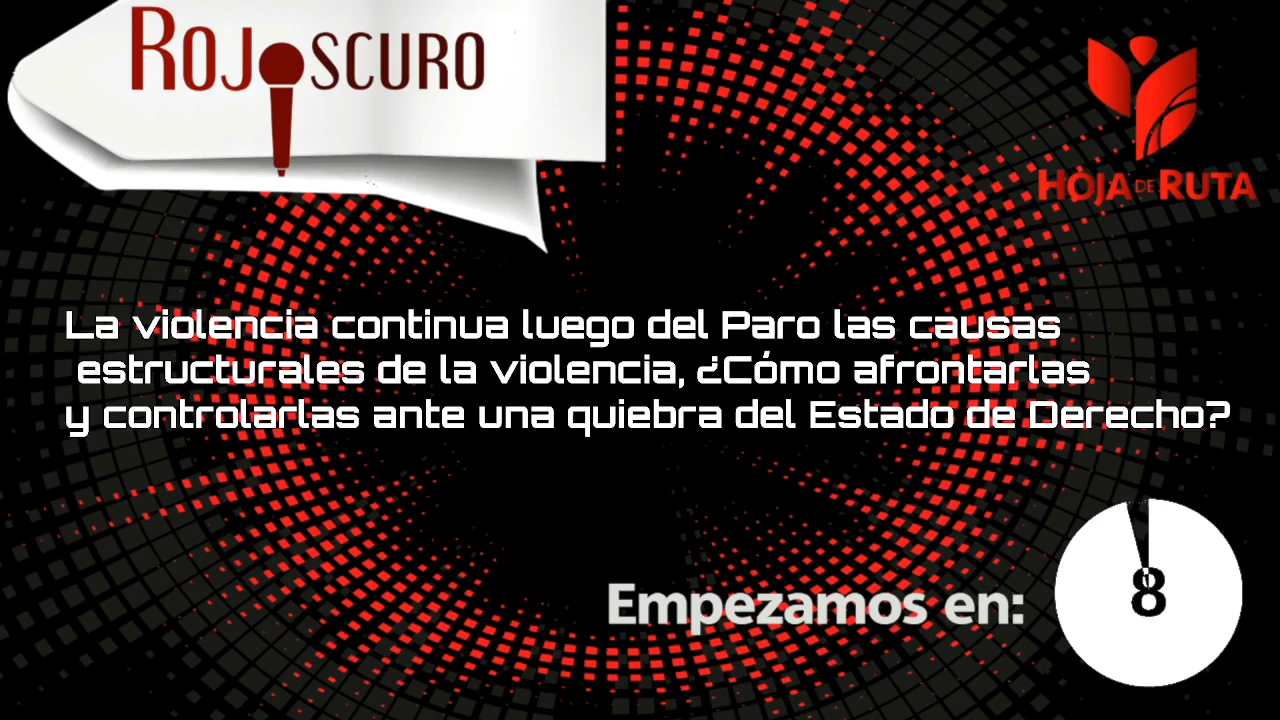 ROJOSCURO
HOJA DE RUTA
La violencia continua luego del Paro las causas
estructurales de la violencia, ¿Cómo afrontarlas
y controlarlas ante una quiebra del Estado de Derecho?
Empezamos en:
8